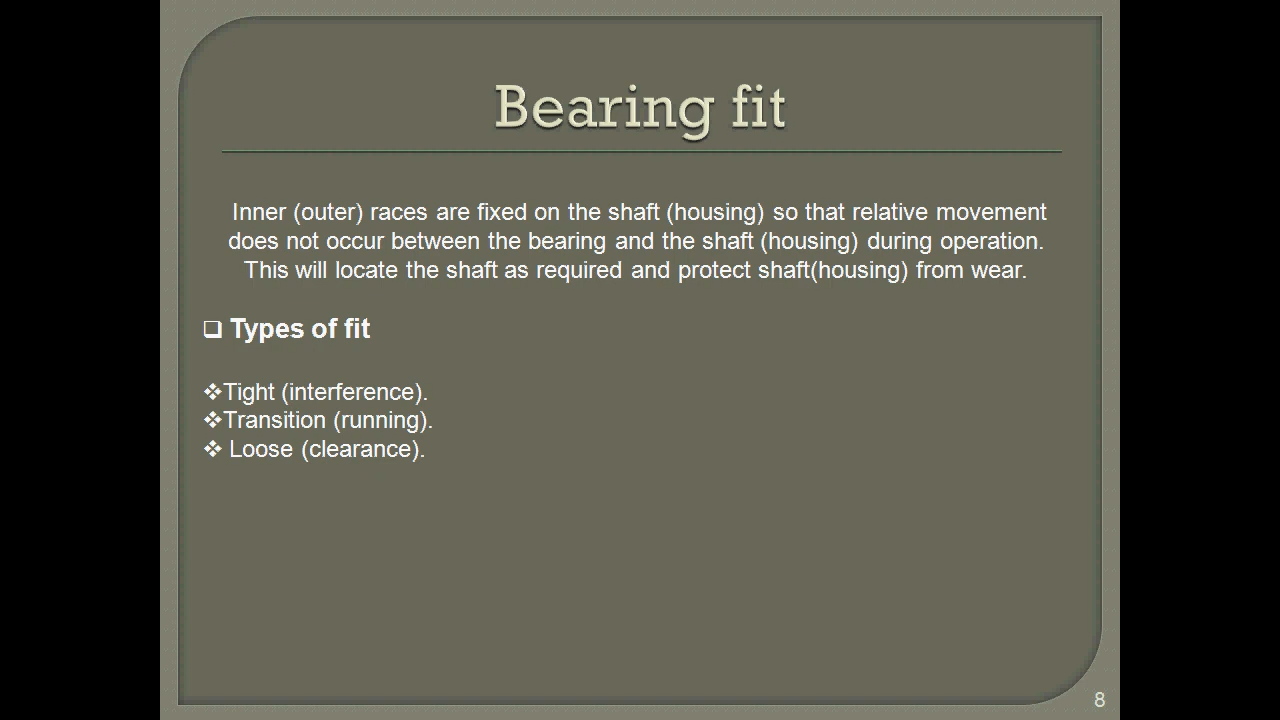 Bearing fit
Inner (outer) races are fixed on the shaft (housing) so that relative movement
does not occur between the bearing and the shaft (housing) during operation.
This will locate the shaft as required and protect shaft(housing) from wear.
❑ Types of fit
❖Tight (interference).
❖Transition (running).
❖ Loose (clearance).
8